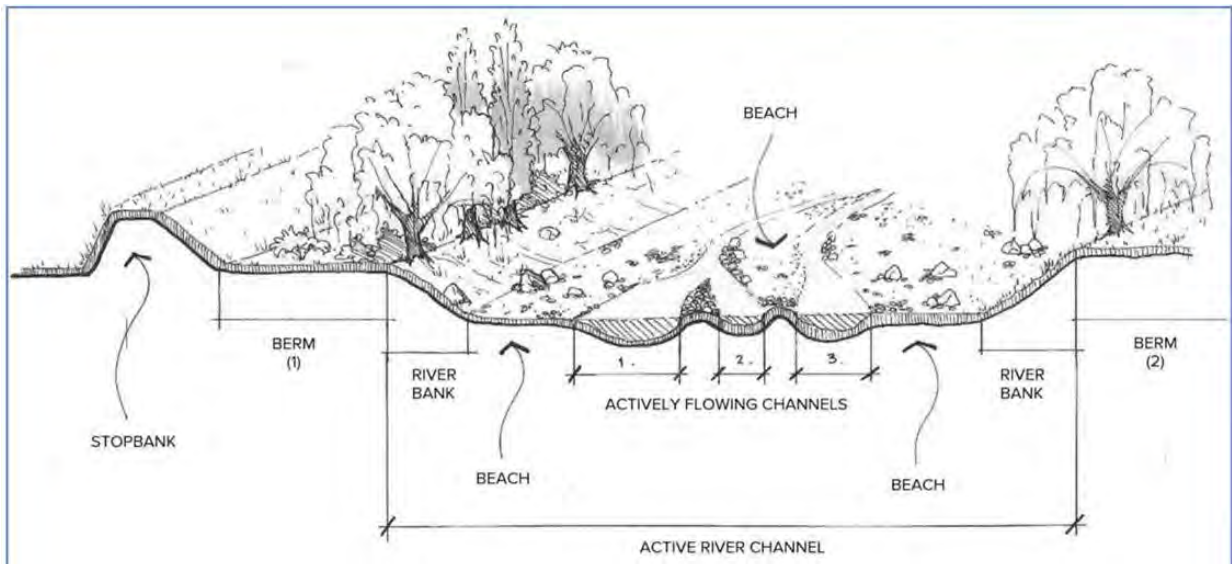 BEACH
1.
2.
3.
BERM
(1)
RIVER
BANK
ACTIVELY FLOWING CHANNELS
RIVER
BANK
BERM
(2)
STOPBANK
BEACH
BEACH
ACTIVE RIVER CHANNEL